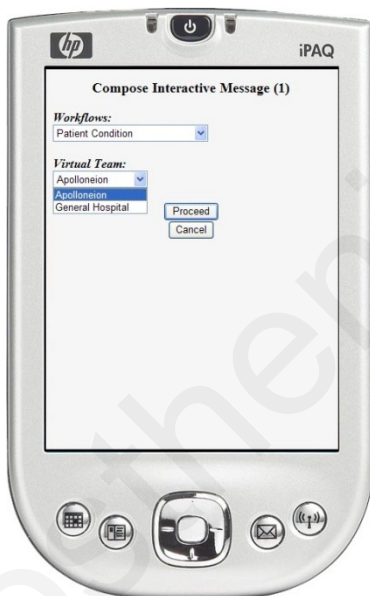 hp
iPAQ
Compose Interactive Message (1)
Workflows:
Patient Condition
Virtual Team:
Apolloneion
Apolloneion
General Hospital
Proceed
Cancel